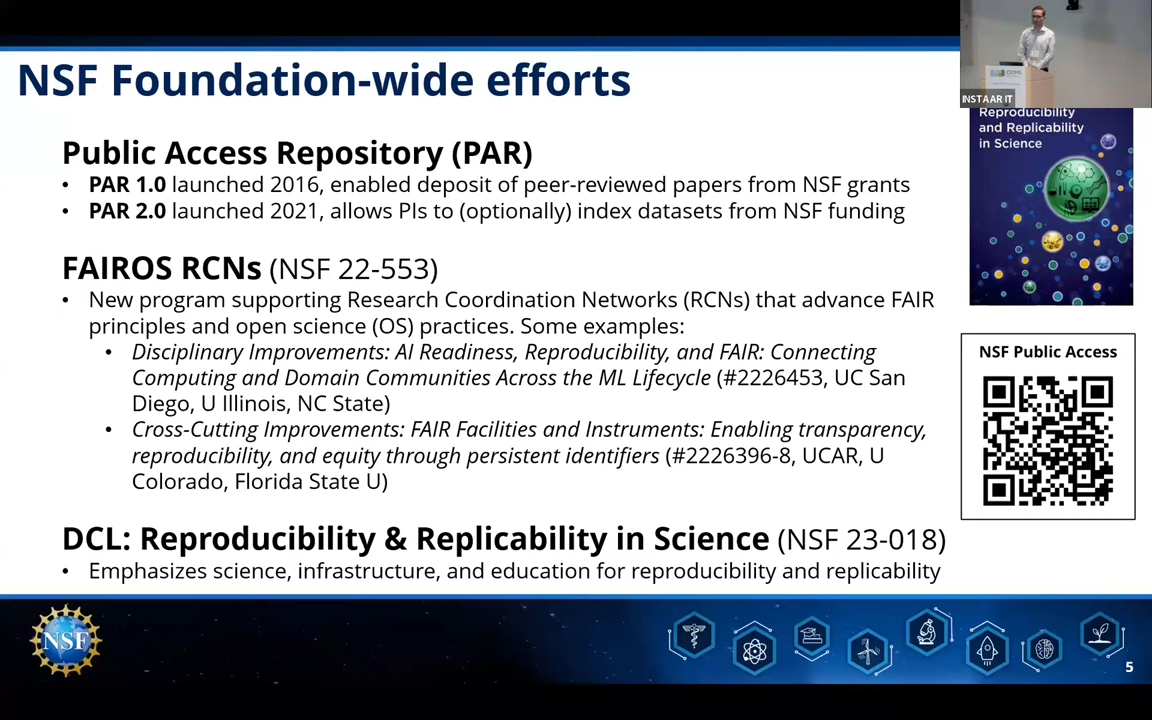 NSF Foundation-wide efforts
Public Access Repository (PAR)
• PAR 1.0 launched 2016, enabled deposit of peer-reviewed papers from NSF grants
• PAR 2.0 launched 2021, allows PIs to (optionally) index datasets from NSF funding
FAIROS RCNs (NSF 22-553)
• New program supporting Research Coordination Networks (RCNs) that advance FAIR
principles and open science (OS) practices. Some examples:
• Disciplinary Improvements: AI Readiness, Reproducibility, and FAIR: Connecting
Computing and Domain Communities Across the ML Lifecycle (#2226453, UC San
Diego, U Illinois, NC State)
• Cross-Cutting Improvements: FAIR Facilities and Instruments: Enabling transparency,
reproducibility, and equity through persistent identifiers (#2226396-8, UCAR, U
Colorado, Florida State U)
DCL: Reproducibility & Replicability in Science (NSF 23-018)
• Emphasizes science, infrastructure, and education for reproducibility and replicability
INSTAAR IT
Reproducibility
and Replicability
in Science
NSF Public Access
NSF
5